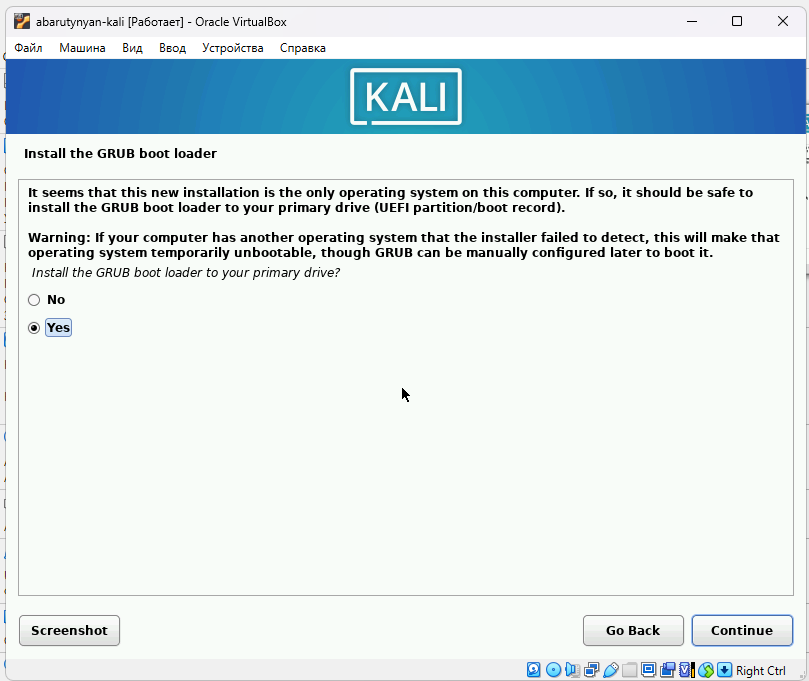 abarutynyan-kali [Работает] - Oracle VirtualBox
Файл Машина Вид Ввод Устройства Справка
KALI
Install the GRUB boot loader
It seems that this new installation is the only operating system on this computer. If so, it should be safe to
install the GRUB boot loader to your primary drive (UEFI partition/boot record).
Warning: If your computer has another operating system that the installer failed to detect, this will make that
operating system temporarily unbootable, though GRUB can be manually configured later to boot it.
Install the GRUB boot loader to your primary drive?
No
Yes
Screenshot Go Back Continue
Right Ctrl